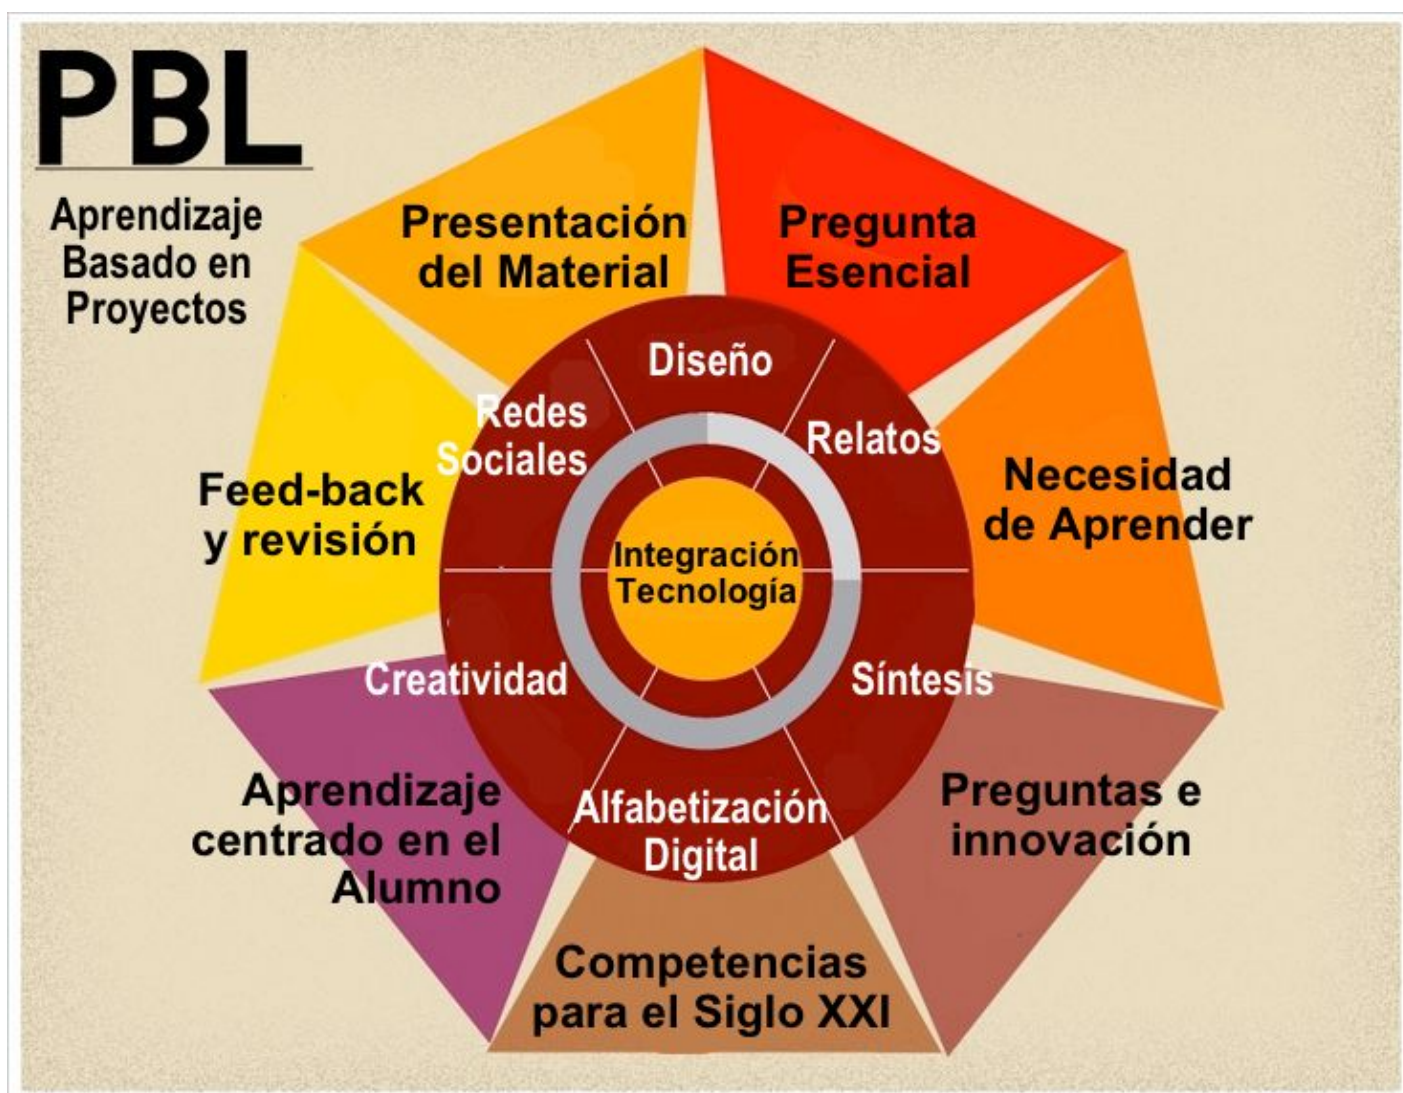 PBL
Aprendizaje
Basado en
Proyectos
Presentación
del Material
Pregunta
Esencial
Necesidad
de Aprender
Preguntas e
innovación
Competencias
para el Siglo XXI
Aprendizaje
centrado en el
Alumno
Feed-back
y revisión
Diseño
Relatos
Síntesis
Alfabetización
Digital
Creatividad
Redes
Sociales
Integración
Tecnología